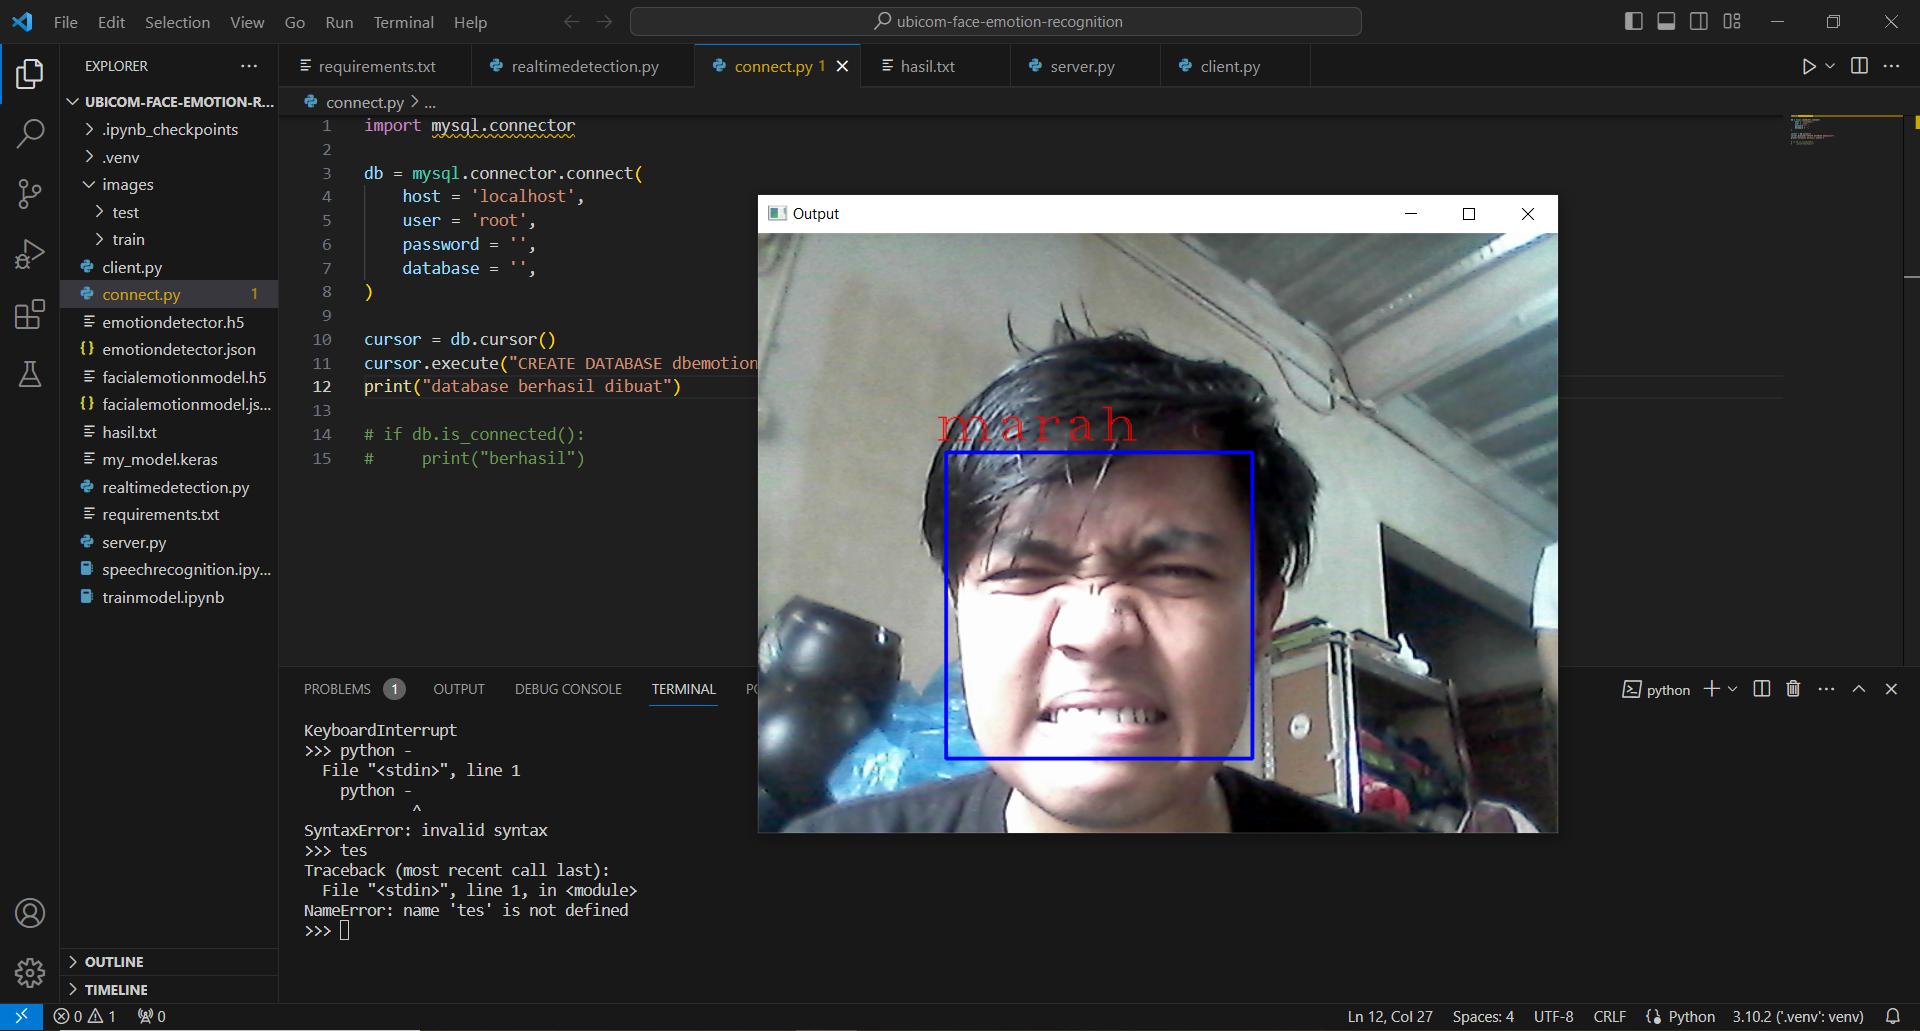 File Edit Selection View Go Run Terminal Help
ubicom-face-emotion-recognition
EXPLORER
UBICOM-FACE-EMOTION-R...
.ipynb_checkpoints
.venv
images
test
train
client.py
connect.py 1
emotiondetector.h5
emotiondetector.json
facialemotionmodel.h5
facialemotionmodel.js...
hasil.txt
my_model.keras
realtimedetection.py
requirements.txt
server.py
speechrecognition.ipy...
trainmodel.ipynb
OUTLINE
TIMELINE
requirements.txt realtimedetection.py connect.py 1 hasil.txt server.py client.py
connect.py > ...
1 import mysql.connector
2
3 db = mysql.connector.connect(
4 host = 'localhost',
5 user = 'root',
6 password = '',
7 database = '',
8 )
9
10 cursor = db.cursor()
11 cursor.execute("CREATE DATABASE dbemotion
12 print("database berhasil dibuat")
13
14 # if db.is_connected():
15 #     print("berhasil")
Output
marah
PROBLEMS 1 OUTPUT DEBUG CONSOLE TERMINAL
python
KeyboardInterrupt
>>> python -
File "<stdin>", line 1
python -
^
SyntaxError: invalid syntax
>>> tes
Traceback (most recent call last):
File "<stdin>", line 1, in <module>
NameError: name 'tes' is not defined
>>>
0 1 0 Ln 12, Col 27 Spaces: 4 UTF-8 CRLF Python 3.10.2 ('.venv': venv)